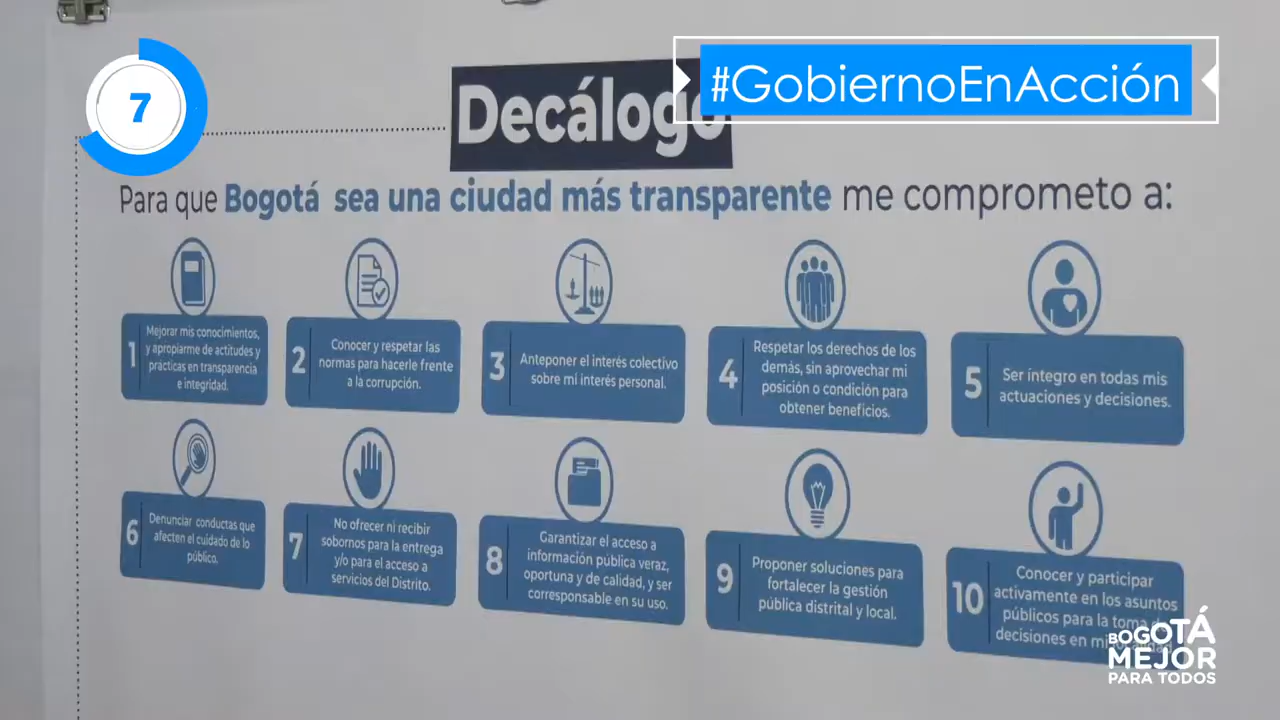 7
#GobiernoEnAcción
Decálogo
Para que Bogotá sea una ciudad más transparente me comprometo a:
1
Mejorar mis conocimientos,
y apropiarme de actitudes y
prácticas en transparencia
e integridad.
2
Conocer y respetar las
normas para hacerle frente
a la corrupción.
3
Anteponer el interés colectivo
sobre mi interés personal.
4
Respetar los derechos de los
demás, sin aprovechar mi
posición o condición para
obtener beneficios.
5
Ser íntegro en todas mis
actuaciones y decisiones.
6
Denunciar conductas que
afecten el cuidado de lo
público.
7
No ofrecer ni recibir
sobornos para la entrega
y/o para el acceso a
servicios del Distrito.
8
Garantizar el acceso a
información pública veraz,
oportuna y de calidad, y ser
corresponsable en su uso.
9
Proponer soluciones para
fortalecer la gestión
pública distrital y local.
10
Conocer y participar
activamente en los asuntos
públicos para la toma
decisiones en mi
BOGOTÁ
MEJOR
PARA TODOS